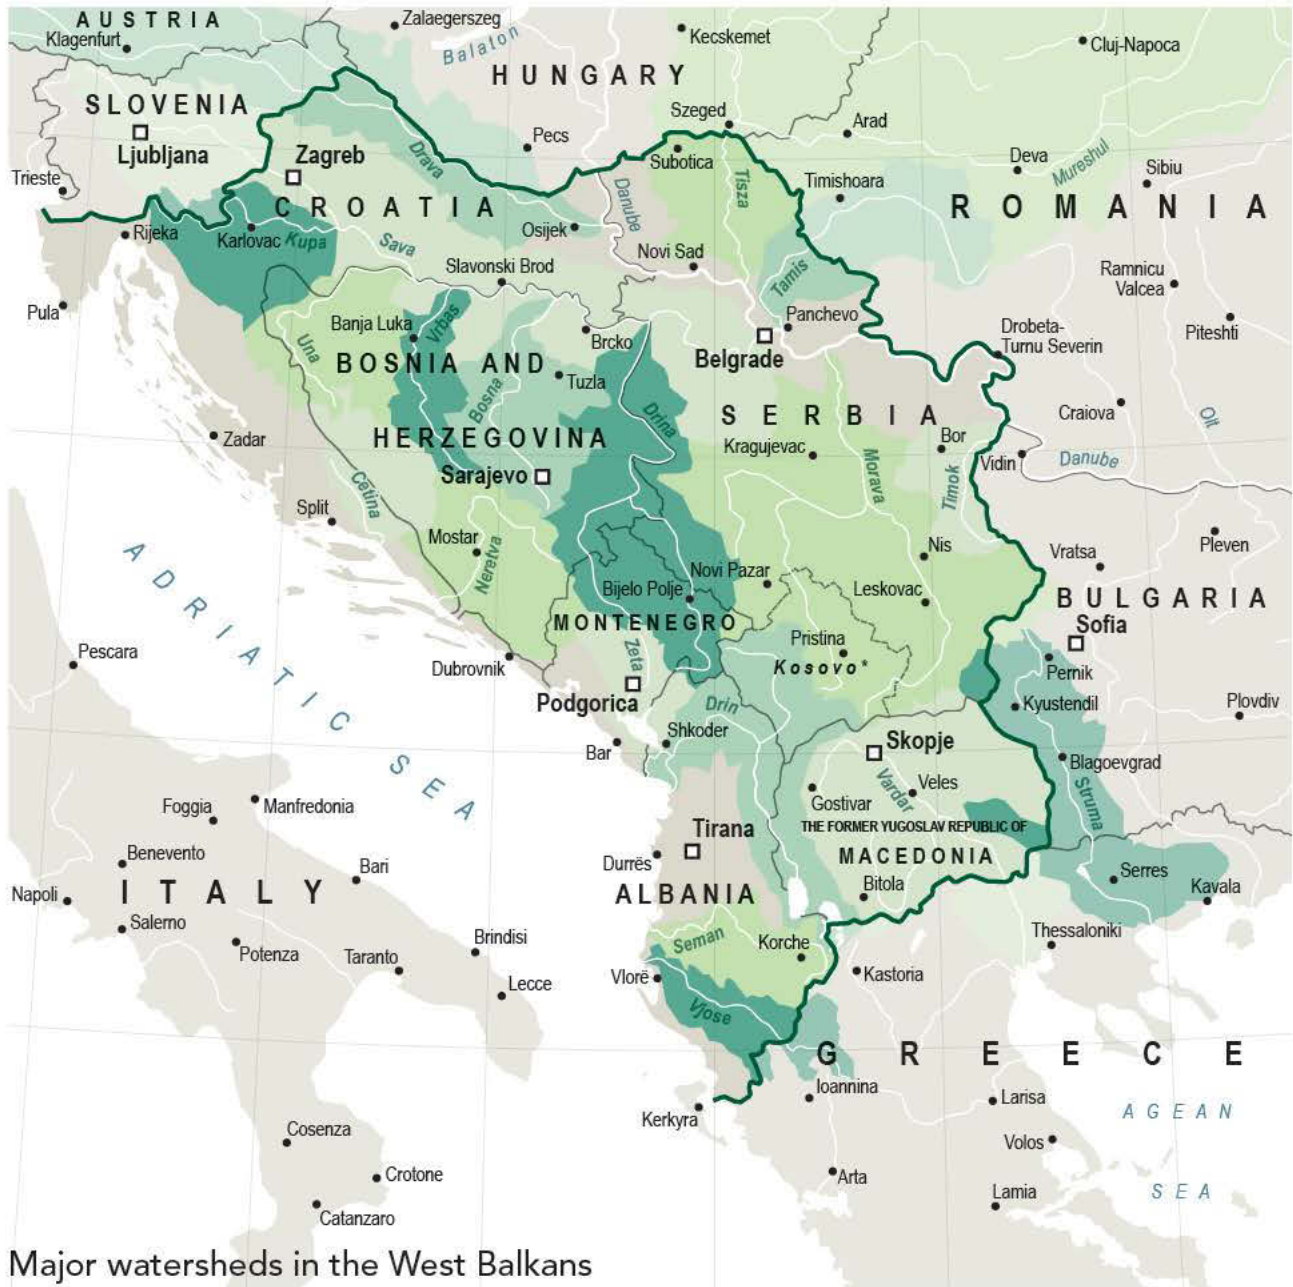 AUSTRIA
Klagenfurt
Zalaegerszeg
Balaton
Kecskemet
Cluj-Napoca
HUNGARY
SLOVENIA
Ljubljana
Zagreb
Pecs
Szeged
Arad
Subotica
Deva
Mureshul
Sibiu
Trieste
Drava
Danube
Tisza
Timishoara
ROMANIA
CROATIA
Rijeka
Karlovac
Kupa
Sava
Osijek
Novi Sad
Slavonski Brod
Tamis
Ramnicu
Valcea
Pula
Banja Luka
Vrbas
Una
Brcko
Panchevo
Belgrade
Drobeta-
Turnu Severin
Piteshti
BOSNIA AND
HERZEGOVINA
Bosna
Tuzla
Drina
SERBIA
Craiova
Olt
Zadar
Kragujevac
Morava
Bor
Timok
Vidin
Danube
Sarajevo
Cetina
Split
Mostar
Neretva
Nis
Vratsa
Pleven
ADRIATIC SEA
Novi Pazar
Bijelo Polje
Leskovac
BULGARIA
MONTENEGRO
Sofia
Pescara
Dubrovnik
Zeta
Pristina
Kosovo*
Pernik
Podgorica
Drin
Kyustendil
Plovdiv
Bar
Shkoder
Skopje
Blagoevgrad
Foggia
Manfredonia
Gostivar
Vardar
Veles
Struma
Tirana
THE FORMER YUGOSLAV REPUBLIC OF
MACEDONIA
Benevento
Bari
Durrës
Napoli
ITALY
ALBANIA
Bitola
Serres
Kavala
Salerno
Potenza
Taranto
Brindisi
Lecce
Seman
Korche
Thessaloniki
Vlorë
Kastoria
Vjose
GREECE
Ioannina
Kerkyra
Larisa
AGEAN
SEA
Cosenza
Volos
Crotone
Arta
Lamia
Catanzaro
Major watersheds in the West Balkans